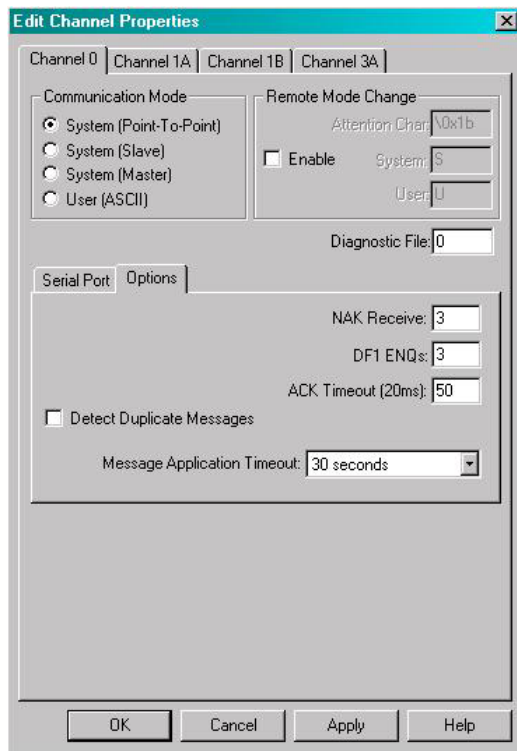 Edit Channel Properties
Channel 0 Channel 1A Channel 1B Channel 3A
Communication Mode
System (Point-To-Point)
System (Slave)
System (Master)
User (ASCII)
Remote Mode Change
Attention Char: \0x1b
Enable System: S
User: U
Diagnostic File: 0
Serial Port Options
NAK Receive: 3
DF1 ENQs: 3
ACK Timeout (20ms): 50
Detect Duplicate Messages
Message Application Timeout: 30 seconds
OK Cancel Apply Help